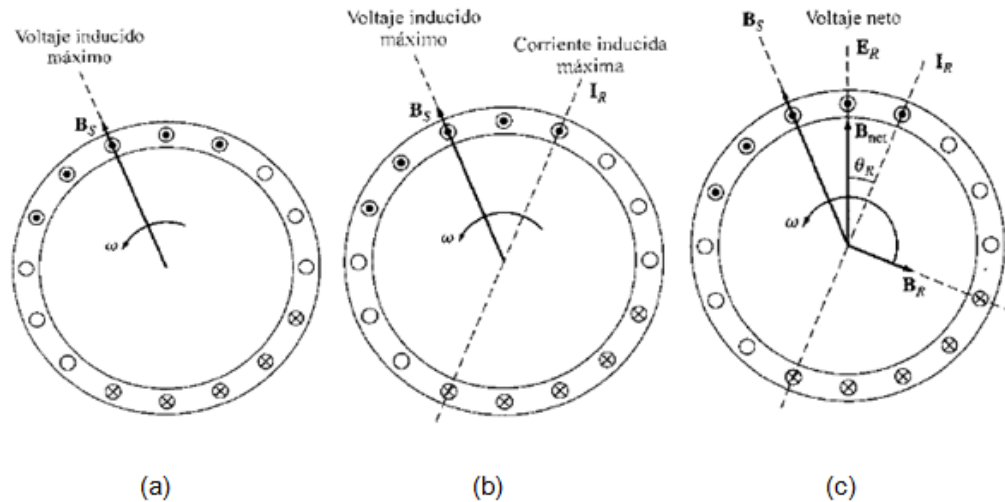 Voltaje inducido
máximo
B_S
ω
(a)
Voltaje inducido
máximo
Corriente inducida
máxima
I_R
B_S
ω
(b)
B_S
Voltaje neto
E_R
I_R
B_net
θ_R
ω
B_R
(c)